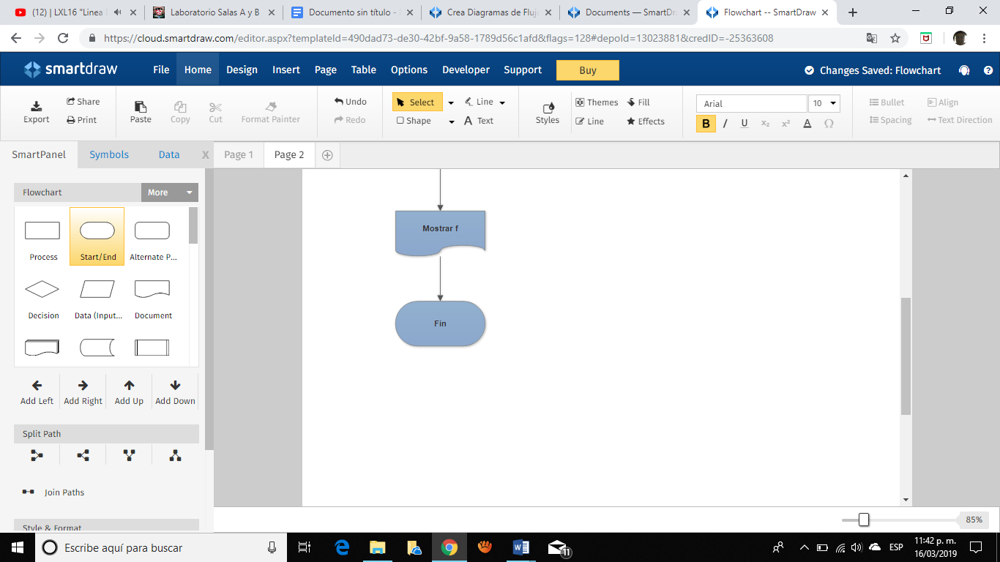 (12) | LXL16 "Linea
Laboratorio Salas A y B
Documento sin título -
Crea Diagramas de Fluj
Documents — SmartDr
Flowchart -- SmartDraw
https://cloud.smartdraw.com/editor.aspx?templateId=490dad73-de30-42bf-9a58-1789d56c1afd&flags=128#depoId=13023881&credID=-25363608
smartdraw
File
Home
Design
Insert
Page
Table
Options
Developer
Support
Buy
Changes Saved: Flowchart
Export
Share
Print
Paste
Copy
Cut
Format Painter
Undo
Redo
Select
Line
Shape
Text
Styles
Themes
Fill
Line
Effects
Arial
10
B I U x₂ x² A Ω
Bullet
Align
Spacing
Text Direction
SmartPanel
Symbols
Data
X
Page 1
Page 2
Flowchart
More
Process
Start/End
Alternate P...
Decision
Data (Input...
Document
Add Left
Add Right
Add Up
Add Down
Split Path
Join Paths
Style & Format
Mostrar f
Fin
85%
Escribe aquí para buscar
11
ESP
11:42 p. m.
16/03/2019